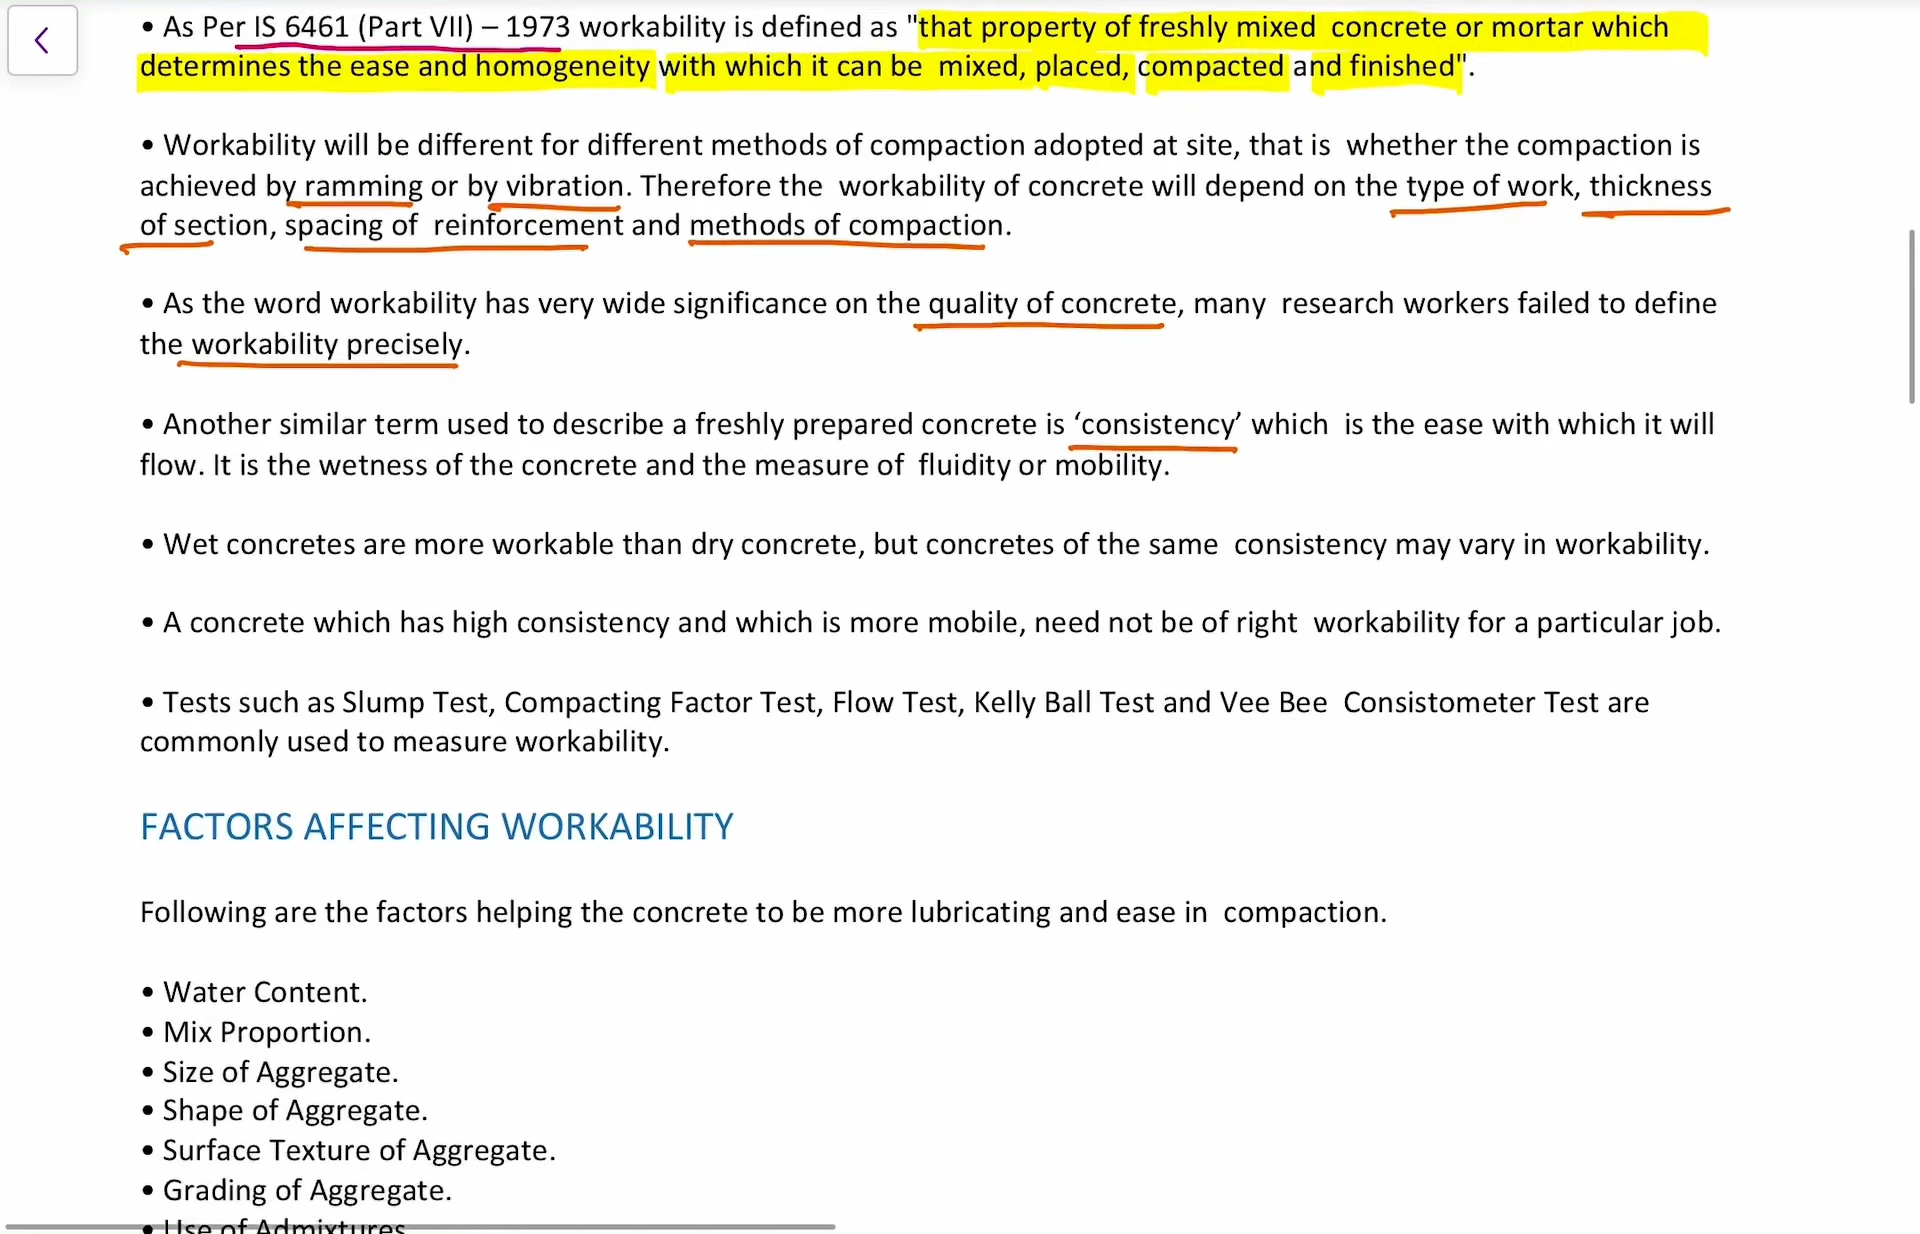 • As Per IS 6461 (Part VII) – 1973 workability is defined as "that property of freshly mixed concrete or mortar which
determines the ease and homogeneity with which it can be mixed, placed, compacted and finished".
• Workability will be different for different methods of compaction adopted at site, that is whether the compaction is
achieved by ramming or by vibration. Therefore the workability of concrete will depend on the type of work, thickness
of section, spacing of reinforcement and methods of compaction.
• As the word workability has very wide significance on the quality of concrete, many research workers failed to define
the workability precisely.
• Another similar term used to describe a freshly prepared concrete is ‘consistency’ which is the ease with which it will
flow. It is the wetness of the concrete and the measure of fluidity or mobility.
• Wet concretes are more workable than dry concrete, but concretes of the same consistency may vary in workability.
• A concrete which has high consistency and which is more mobile, need not be of right workability for a particular job.
• Tests such as Slump Test, Compacting Factor Test, Flow Test, Kelly Ball Test and Vee Bee Consistometer Test are
commonly used to measure workability.
FACTORS AFFECTING WORKABILITY
Following are the factors helping the concrete to be more lubricating and ease in compaction.
• Water Content.
• Mix Proportion.
• Size of Aggregate.
• Shape of Aggregate.
• Surface Texture of Aggregate.
• Grading of Aggregate.
• Use of Admixtures